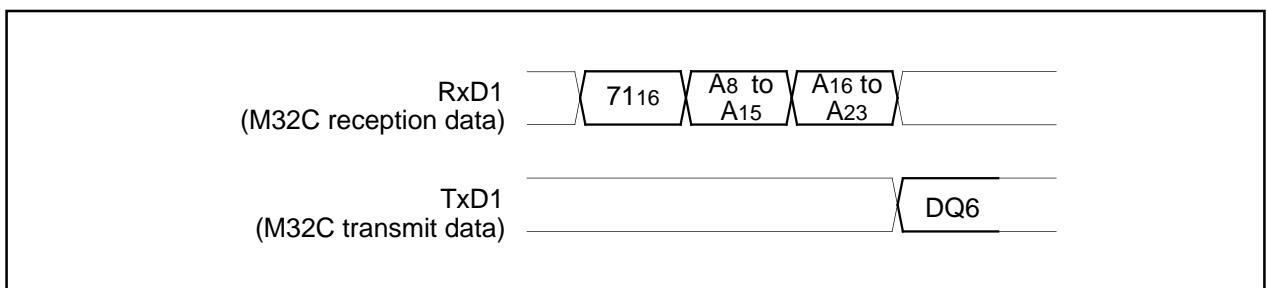 RxD1
(M32C reception data)
7116
A8 to
A15
A16 to
A23
TxD1
(M32C transmit data)
DQ6